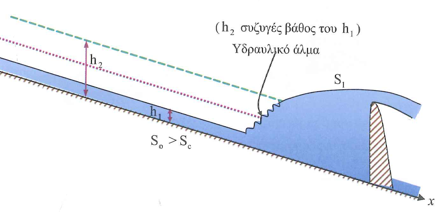 (h₂ συζυγές βάθος του h₁)
Υδραυλικό άλμα
h₂
S₁
h₁
Sₒ > S꜀
x